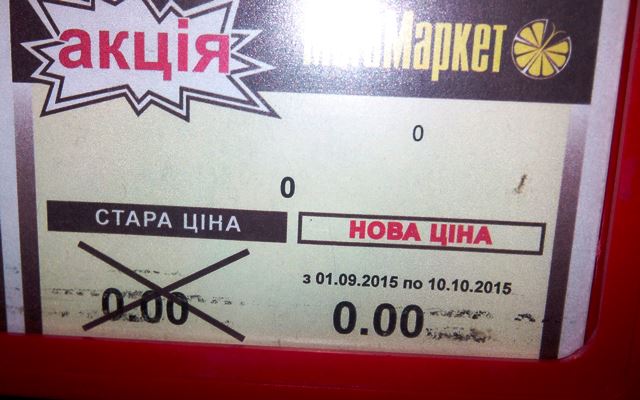 акція
Маркет
0
0
СТАРА ЦІНА
НОВА ЦІНА
з 01.09.2015 по 10.10.2015
0.00
0.00